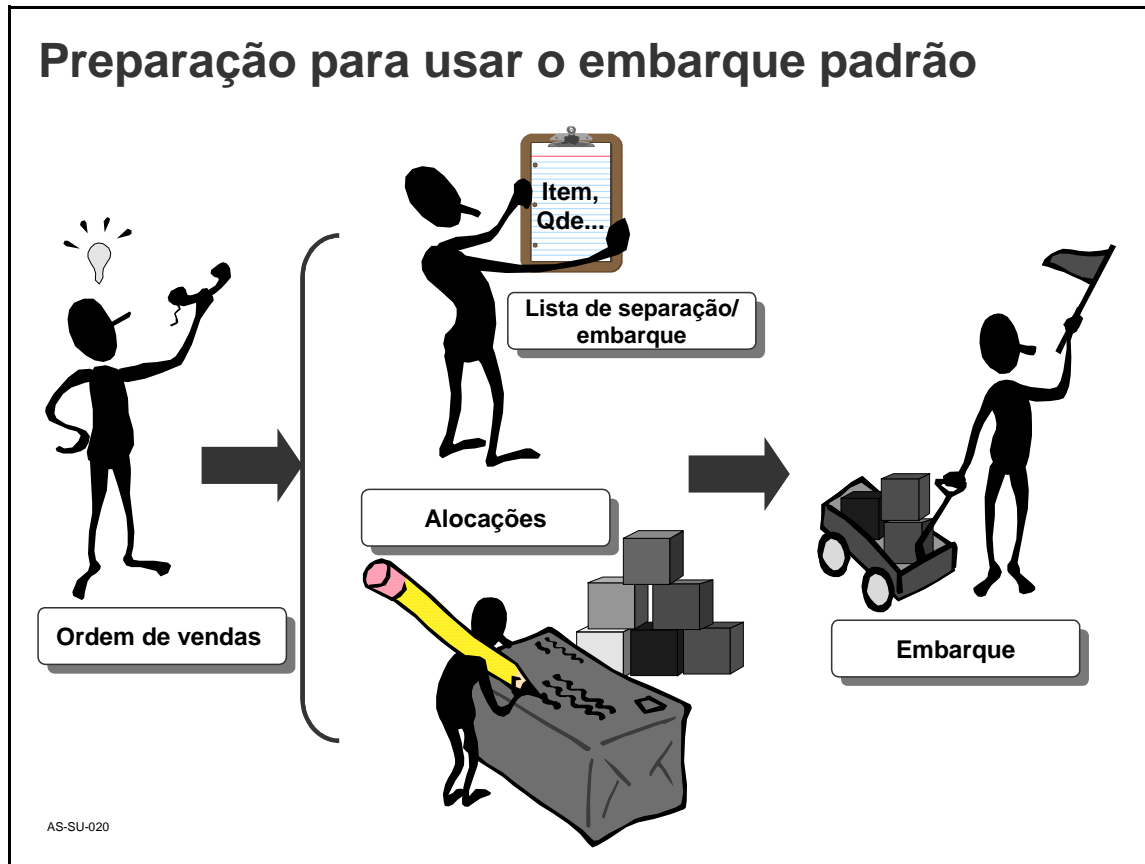 Preparação para usar o embarque padrão
Item,
Qde...
Lista de separação/
embarque
Alocações
Ordem de vendas
Embarque
AS-SU-020